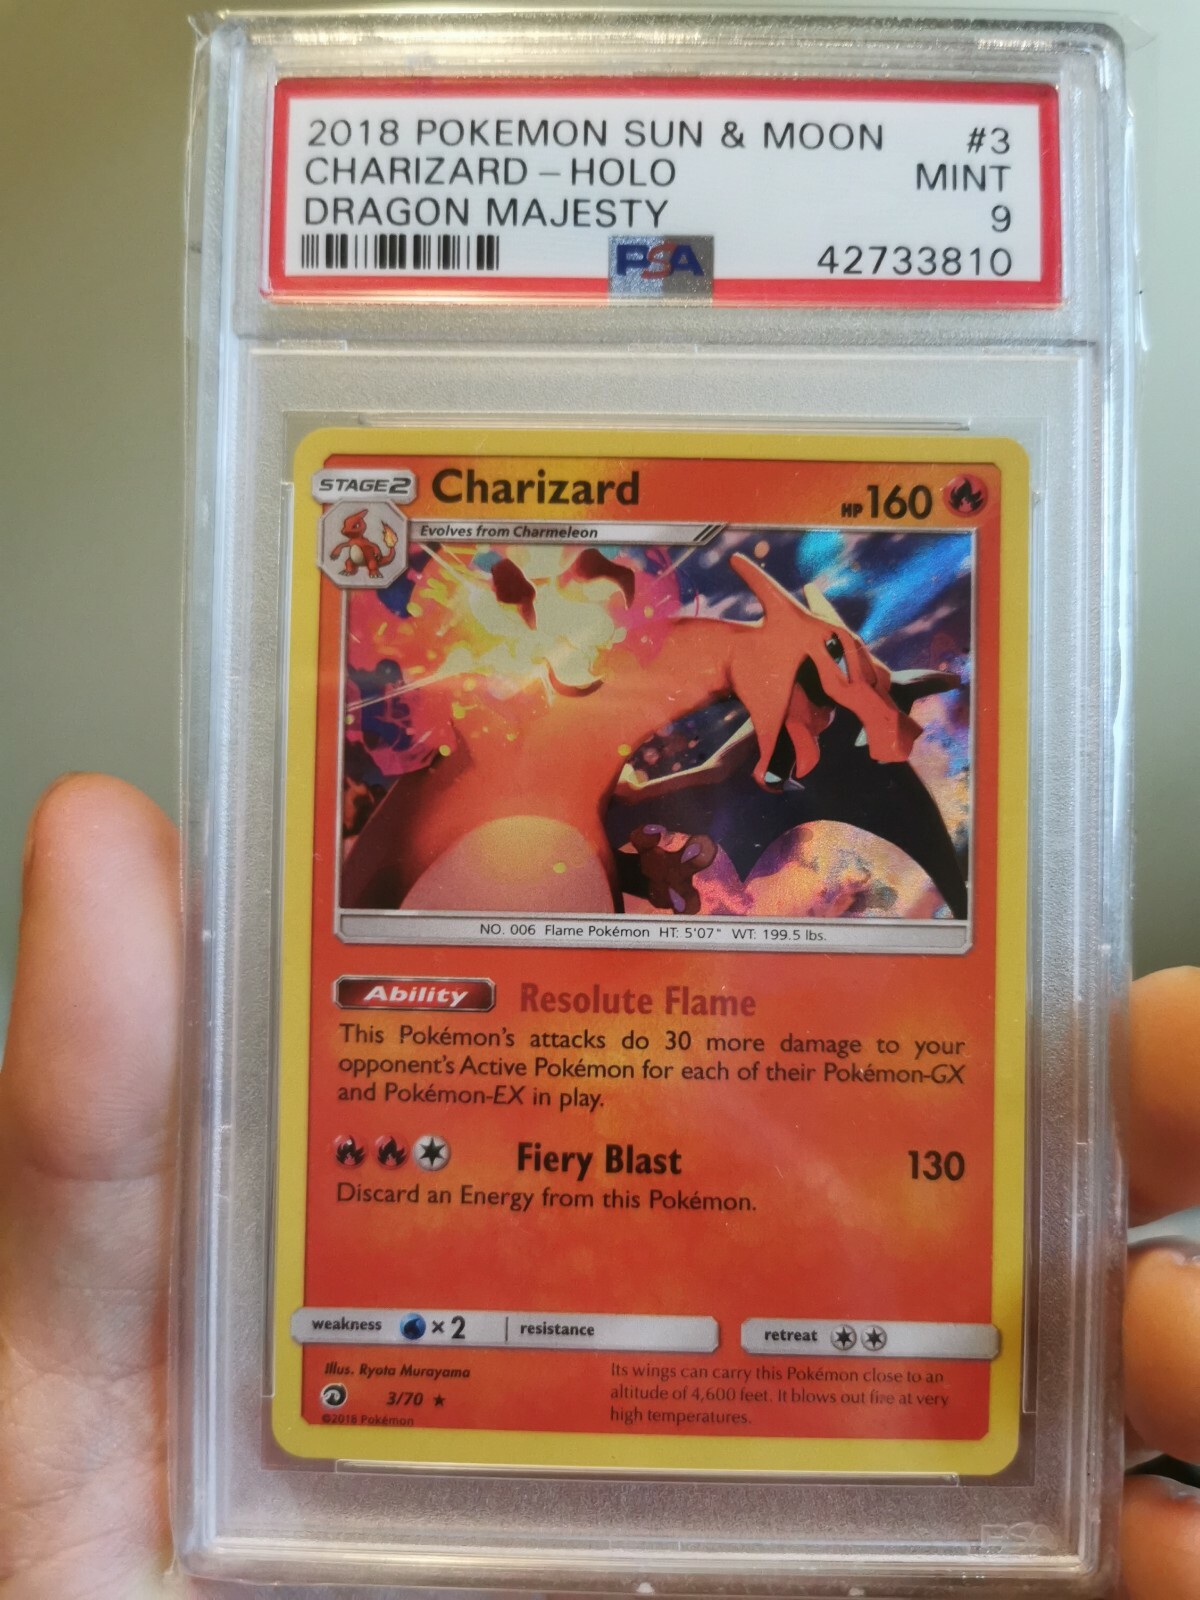 2018 POKEMON SUN & MOON #3
CHARIZARD – HOLO MINT
DRAGON MAJESTY 9
PSA 42733810
STAGE2 Charizard HP 160
Evolves from Charmeleon
NO. 006 Flame Pokémon HT: 5'07" WT: 199.5 lbs.
Ability Resolute Flame
This Pokémon's attacks do 30 more damage to your
opponent's Active Pokémon for each of their Pokémon-GX
and Pokémon-EX in play.
Fiery Blast 130
Discard an Energy from this Pokémon.
weakness × 2 resistance retreat
Illus. Ryota Murayama
3/70 ★
©2018 Pokémon
Its wings can carry this Pokémon close to an
altitude of 4,600 feet. It blows out fire at very
high temperatures.
PSA